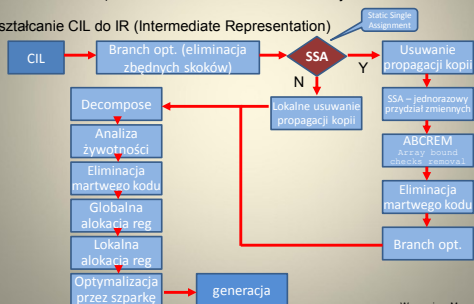 kształcanie CIL do IR (Intermediate Representation)
Static Single
Assignment
CIL
Branch opt. (eliminacja
zbędnych skoków)
SSA
Usuwanie
propagacji kopii
N
Y
Decompose
Lokalne usuwanie
propagacji kopii
SSA – jednorazowy
przydział zmiennych
Analiza
żywotności
ABCREM
Array bound
checks removal
Eliminacja
martwego kodu
Eliminacja
martwego kodu
Globalna
alokacja reg
Lokalna
alokacja reg
Branch opt.
Optymalizacja
przez szparkę
generacja